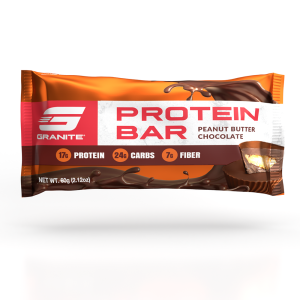 GRANITE®
PROTEIN
BAR
PEANUT BUTTER
CHOCOLATE
17g PROTEIN 24g CARBS 7g FIBER
NET WT. 60g (2.12oz)